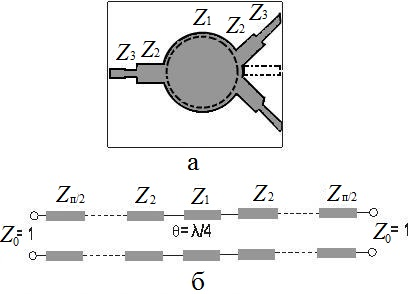 Z₁
Z₂ Z₃
Z₃ Z₂
а
Zп/2 Z₂ Z₁ Z₂ Zп/2
Z₀ = 1 θ = λ/4 Z₀ = 1
б